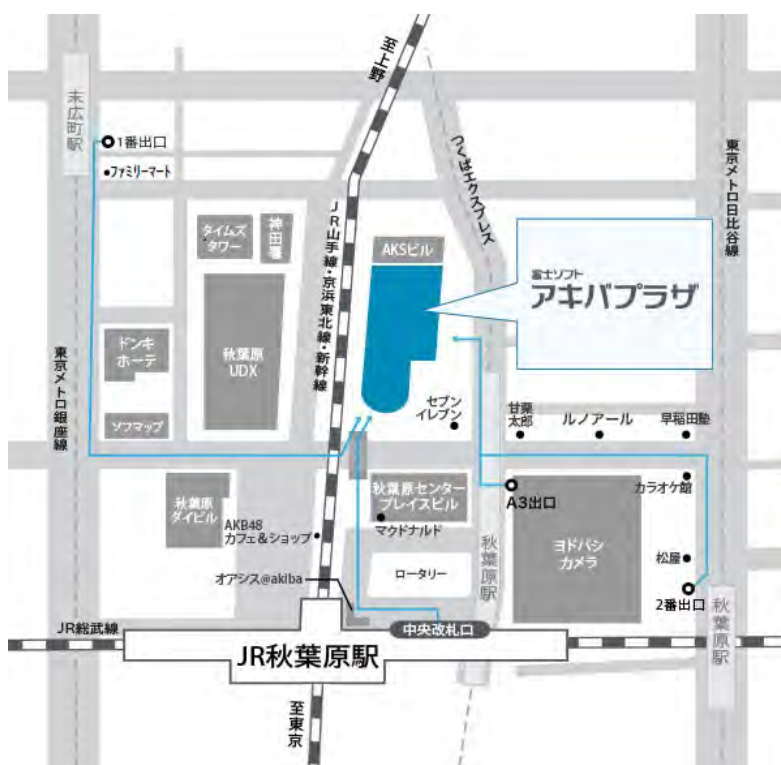 至上野
末広町駅
1番出口
ファミリーマート
つくばエクスプレス
東京メトロ日比谷線
タイムズ
タワー
神田署
JR山手線・京浜東北線・新幹線
AKSビル
富士ソフト
アキバプラザ
ドンキ
ホーテ
秋葉原
UDX
東京メトロ銀座線
ソフマップ
セブン
イレブン
甘栗
太郎
ルノアール
早稲田塾
秋葉原
ダイビル
秋葉原センター
プレイスビル
マクドナルド
A3出口
カラオケ館
AKB48
カフェ&ショップ
ヨドバシ
カメラ
松屋
秋葉原駅
オアシス@akiba
ロータリー
2番出口
秋葉原駅
JR総武線
中央改札口
JR秋葉原駅
至東京